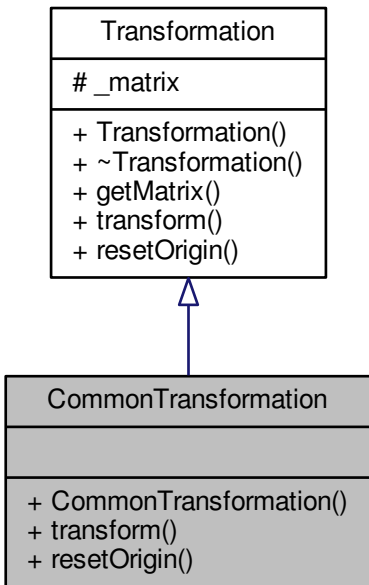 Transformation
# _matrix
+ Transformation()
+ ~Transformation()
+ getMatrix()
+ transform()
+ resetOrigin()
CommonTransformation
+ CommonTransformation()
+ transform()
+ resetOrigin()